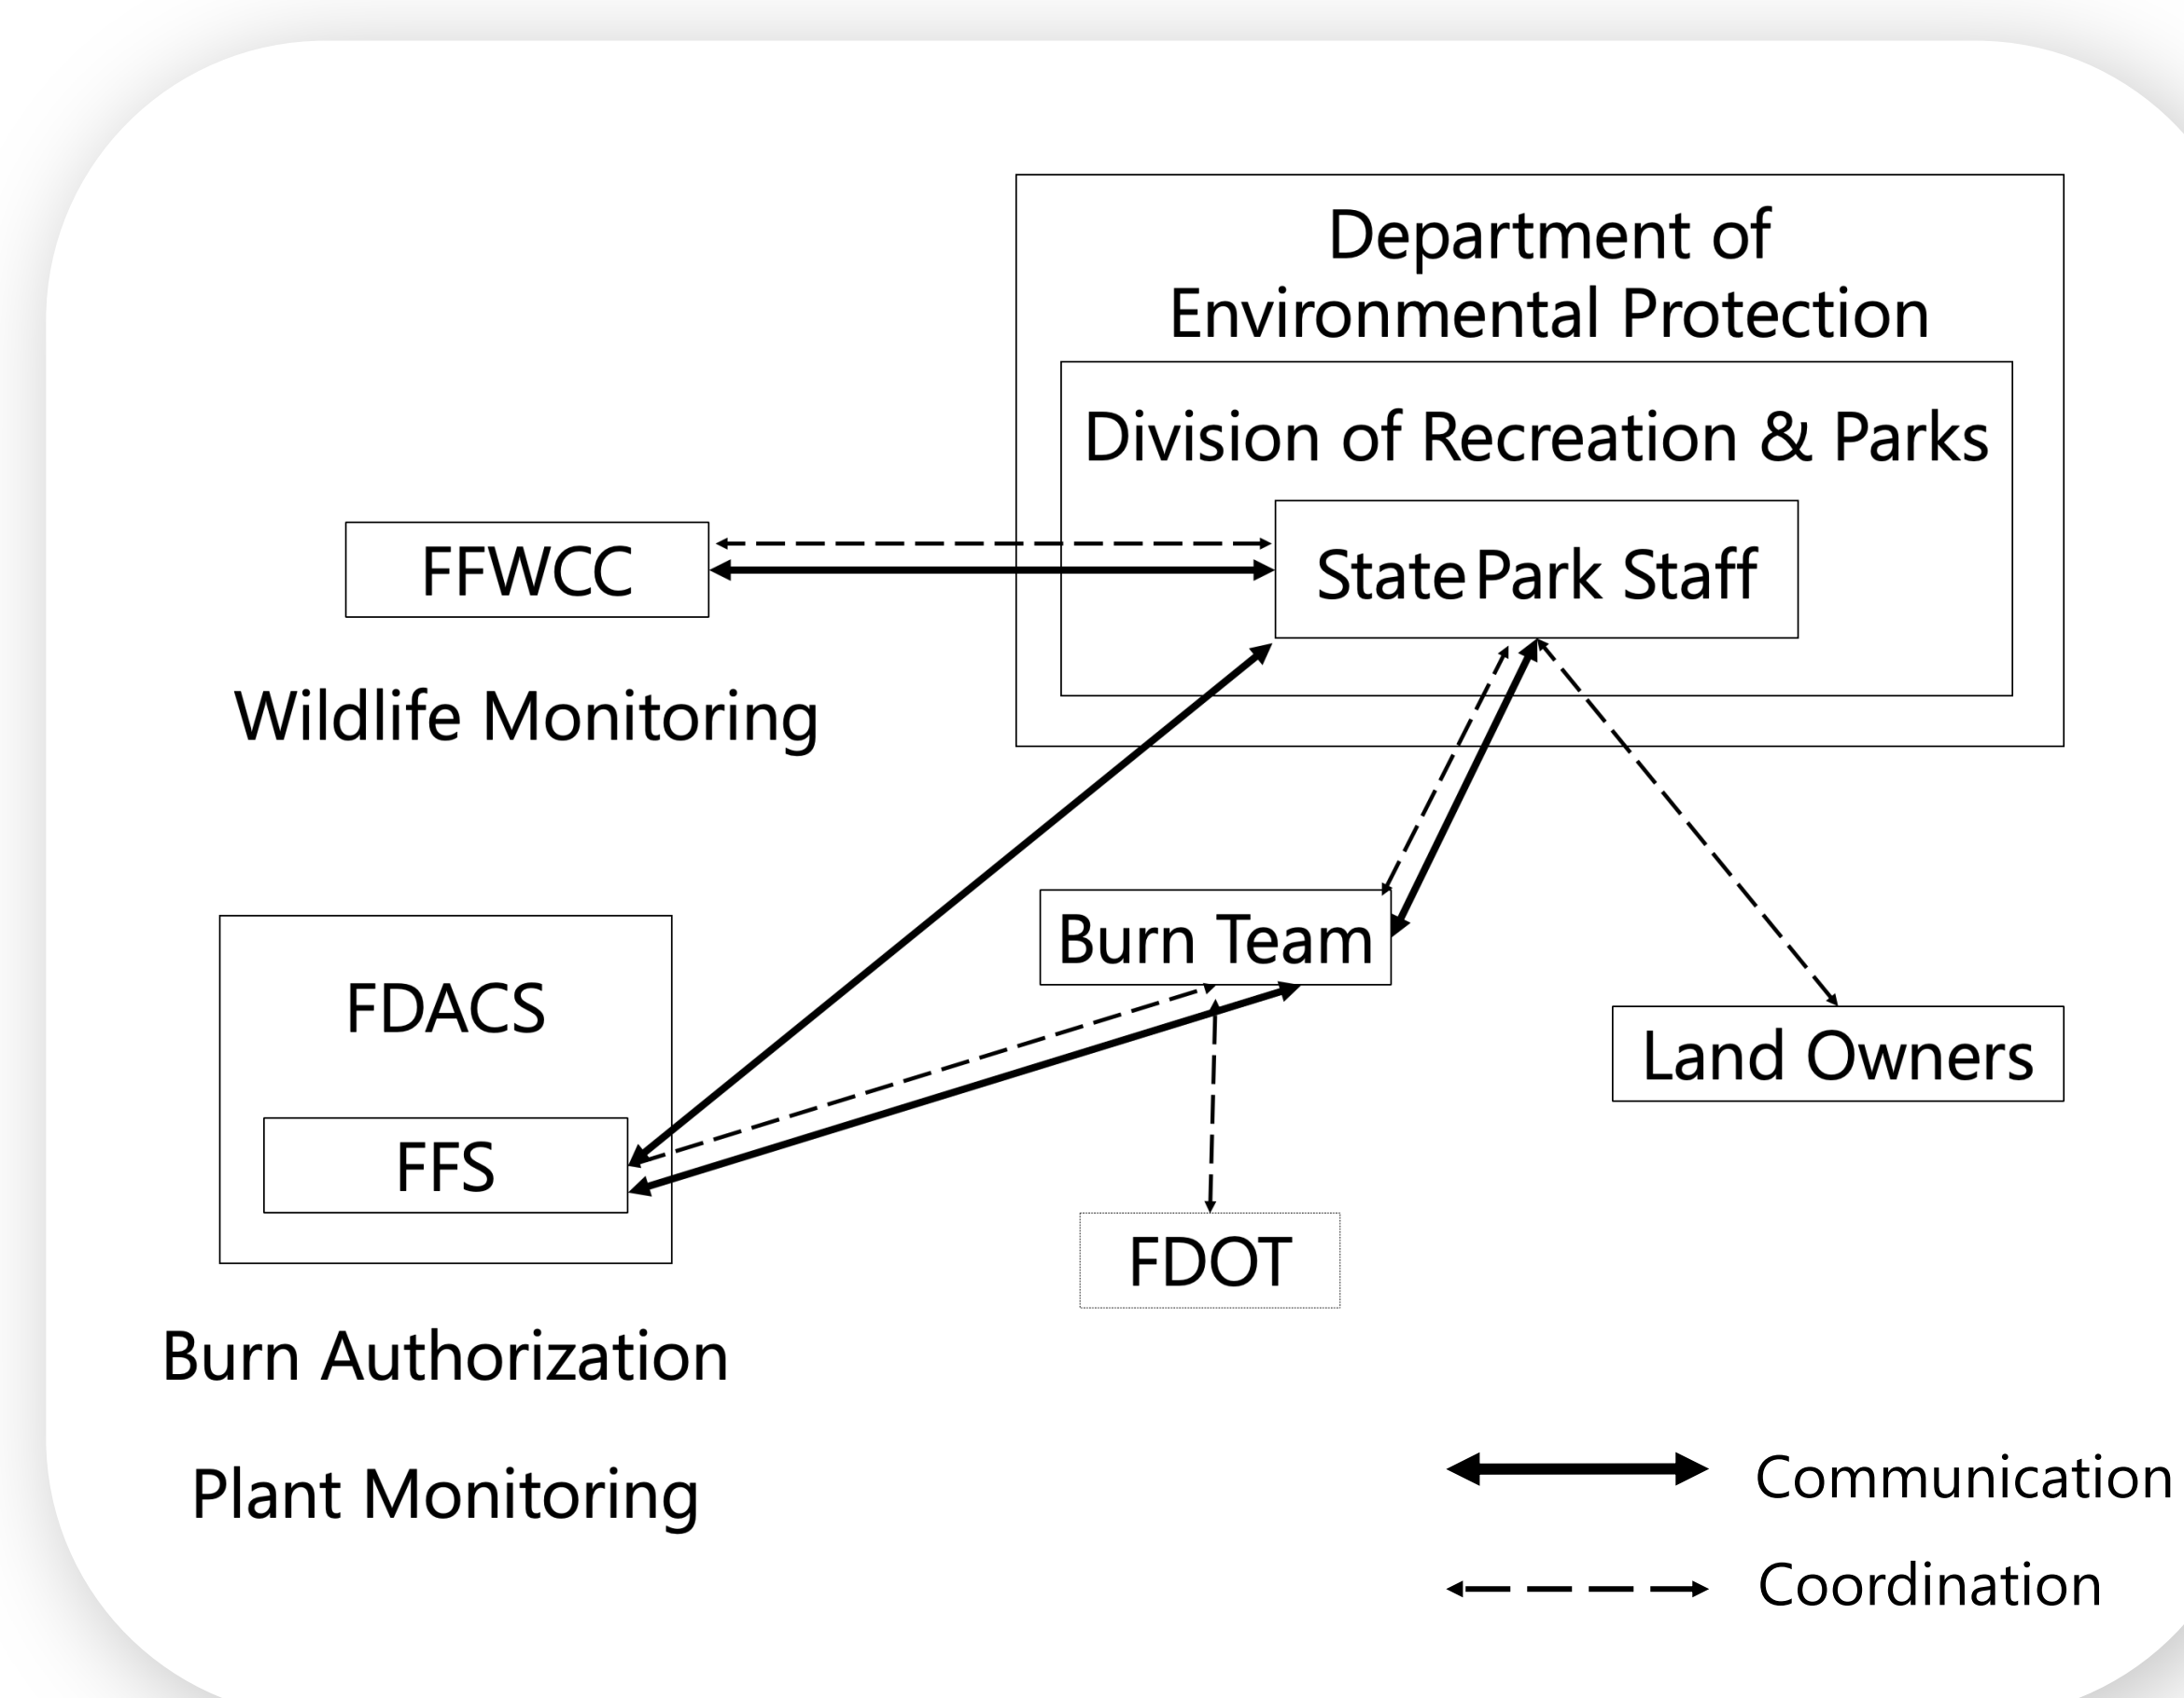 Department of
Environmental Protection
Division of Recreation & Parks
FFWCC
State Park Staff
Wildlife Monitoring
Burn Team
FDACS
Land Owners
FFS
FDOT
Burn Authorization
Plant Monitoring
Communication
Coordination